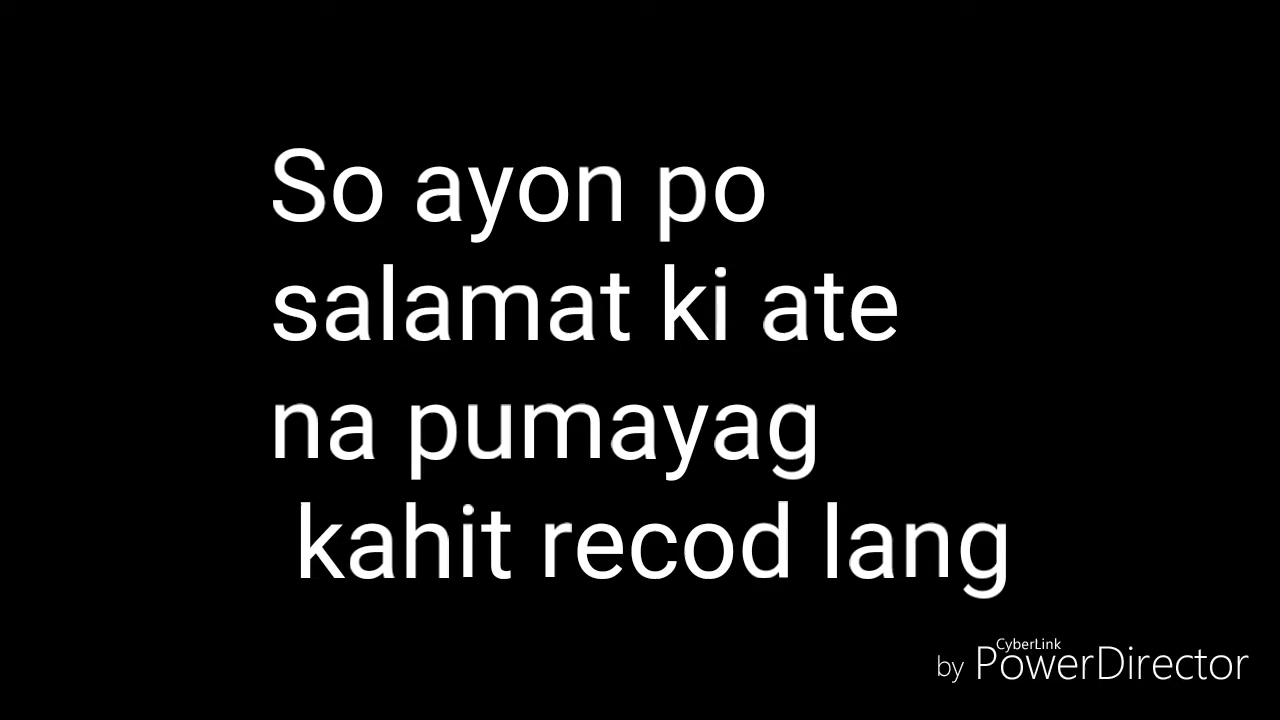 So ayon po
salamat ki ate
na pumayag
kahit recod lang
CyberLink
by PowerDirector